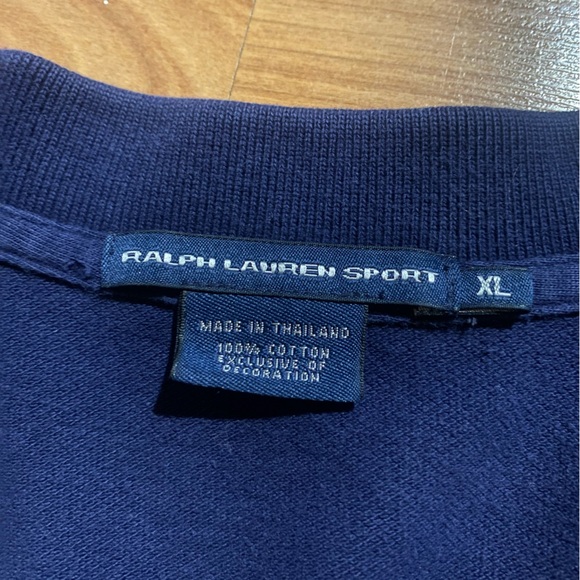 RALPH LAUREN SPORT
XL
MADE IN THAILAND
100% COTTON
EXCLUSIVE OF
DECORATION